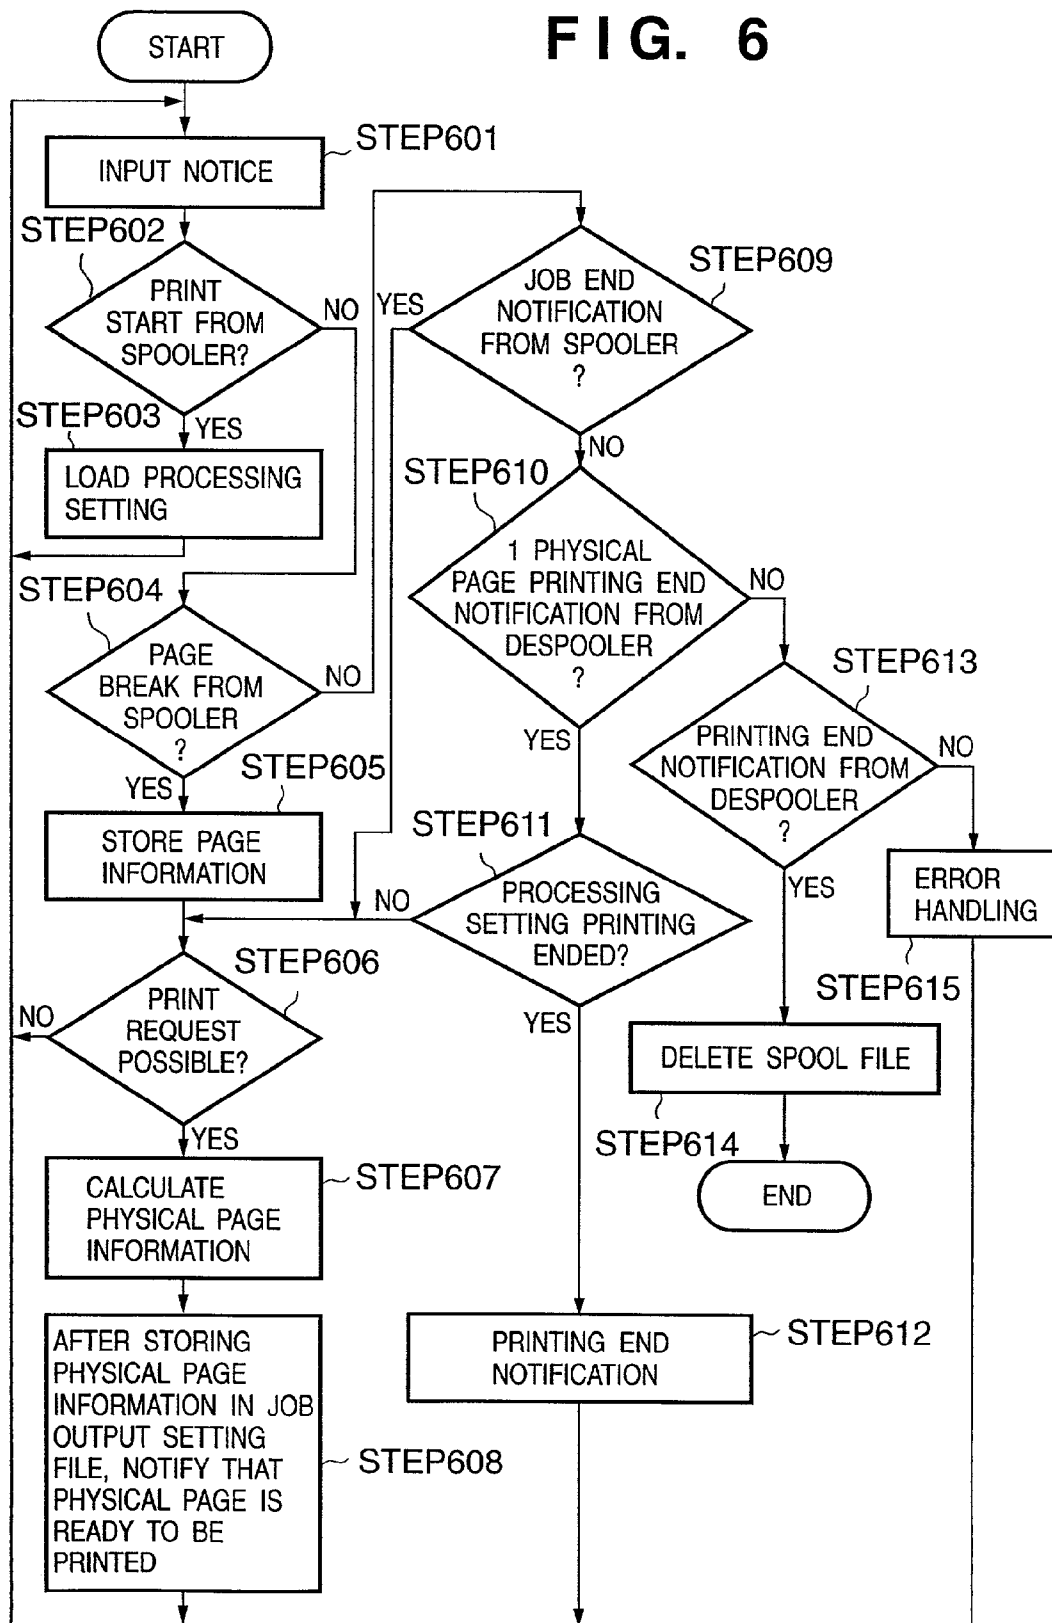 FIG. 6
START
STEP601
INPUT NOTICE
STEP602
PRINT
START FROM
SPOOLER?
NO
YES
STEP603
LOAD PROCESSING
SETTING
STEP604
PAGE
BREAK FROM
SPOOLER
?
NO
YES
STEP605
STORE PAGE
INFORMATION
STEP606
PRINT
REQUEST
POSSIBLE?
NO
YES
STEP607
CALCULATE
PHYSICAL PAGE
INFORMATION
AFTER STORING
PHYSICAL PAGE
INFORMATION IN JOB
OUTPUT SETTING
FILE, NOTIFY THAT
PHYSICAL PAGE IS
READY TO BE
PRINTED
STEP608
STEP609
JOB END
NOTIFICATION
FROM SPOOLER
?
YES
NO
STEP610
1 PHYSICAL
PAGE PRINTING END
NOTIFICATION FROM
DESPOOLER
?
NO
YES
STEP611
PROCESSING
SETTING PRINTING
ENDED?
NO
YES
PRINTING END
NOTIFICATION
STEP612
STEP613
PRINTING END
NOTIFICATION FROM
DESPOOLER
?
NO
YES
DELETE SPOOL FILE
STEP614
END
ERROR
HANDLING
STEP615